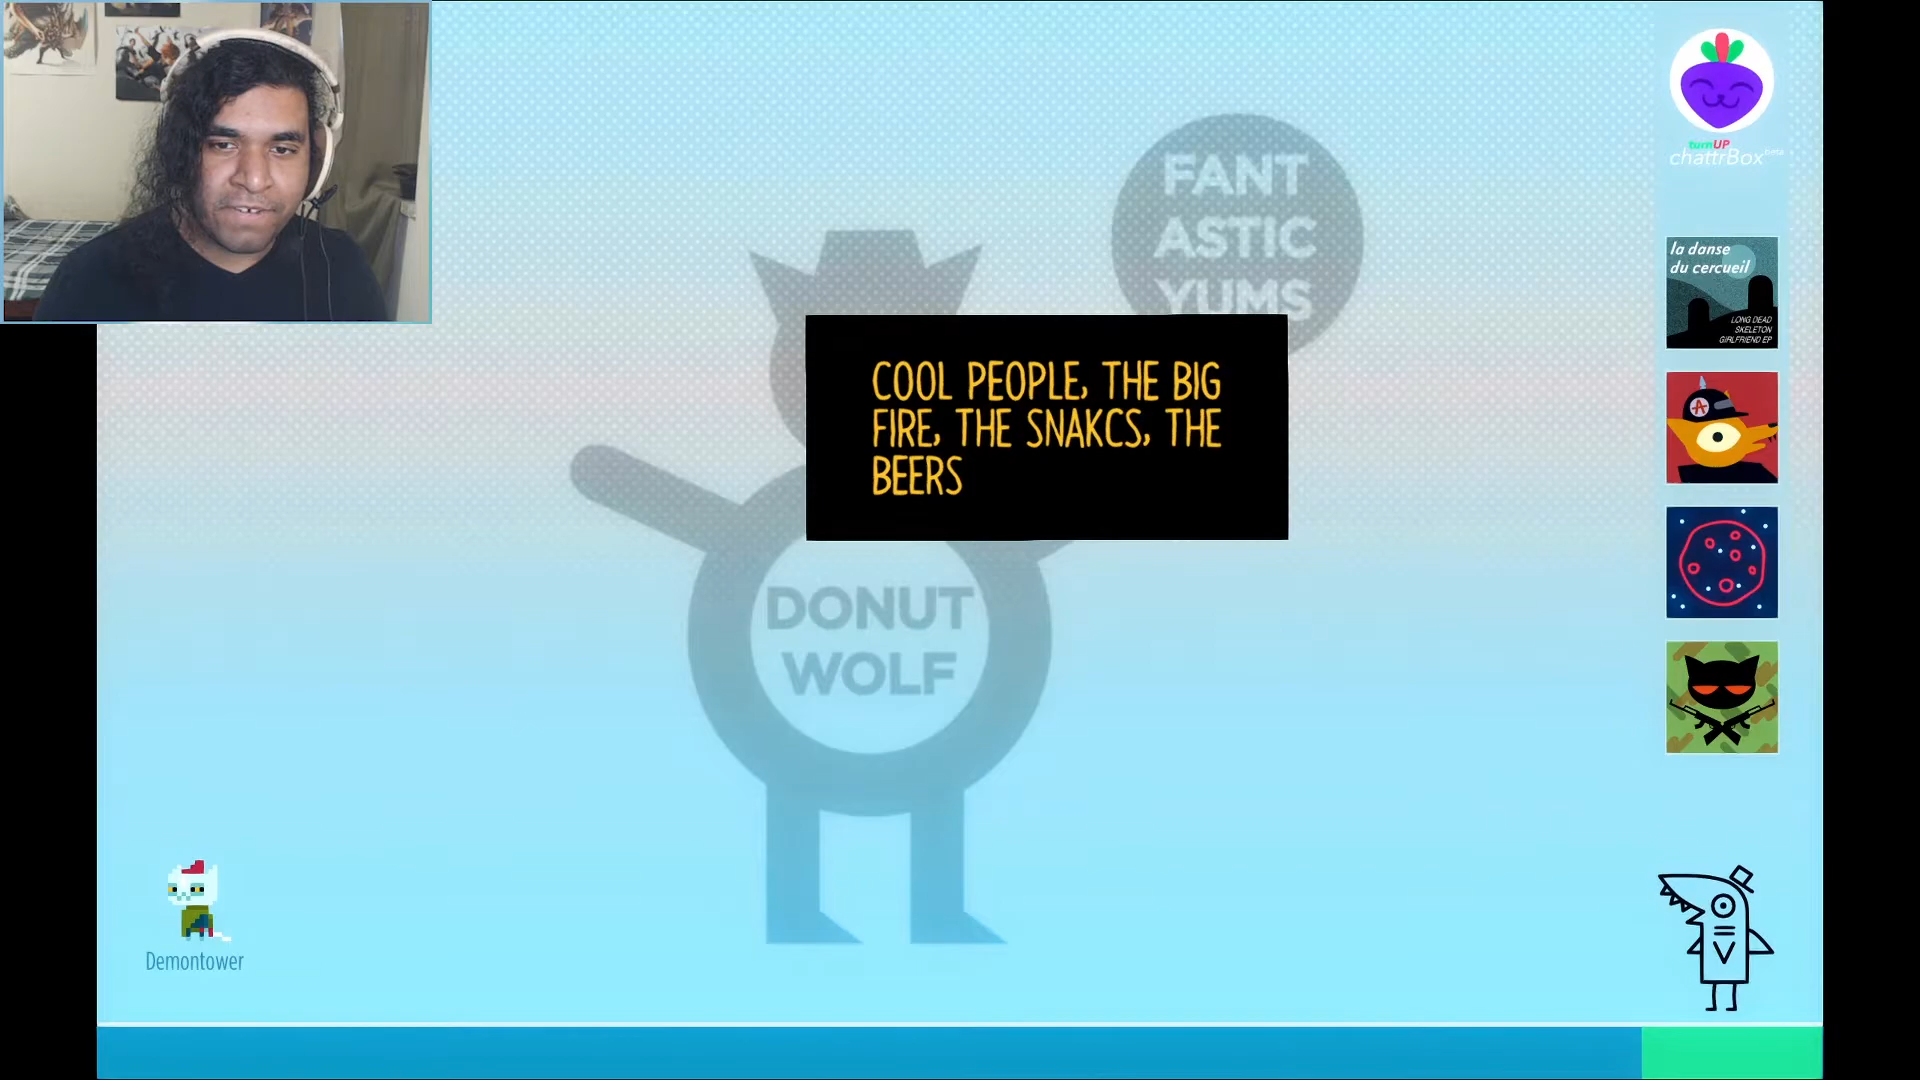 FANT
ASTIC
YUMS
COOL PEOPLE, THE BIG
FIRE, THE SNAKCS, THE
BEERS
DONUT
WOLF
Demontower
turnUP
chattrBox beta
la danse
du cercueil
LONG DEAD
SKELETON
GIRLFRIEND EP
A